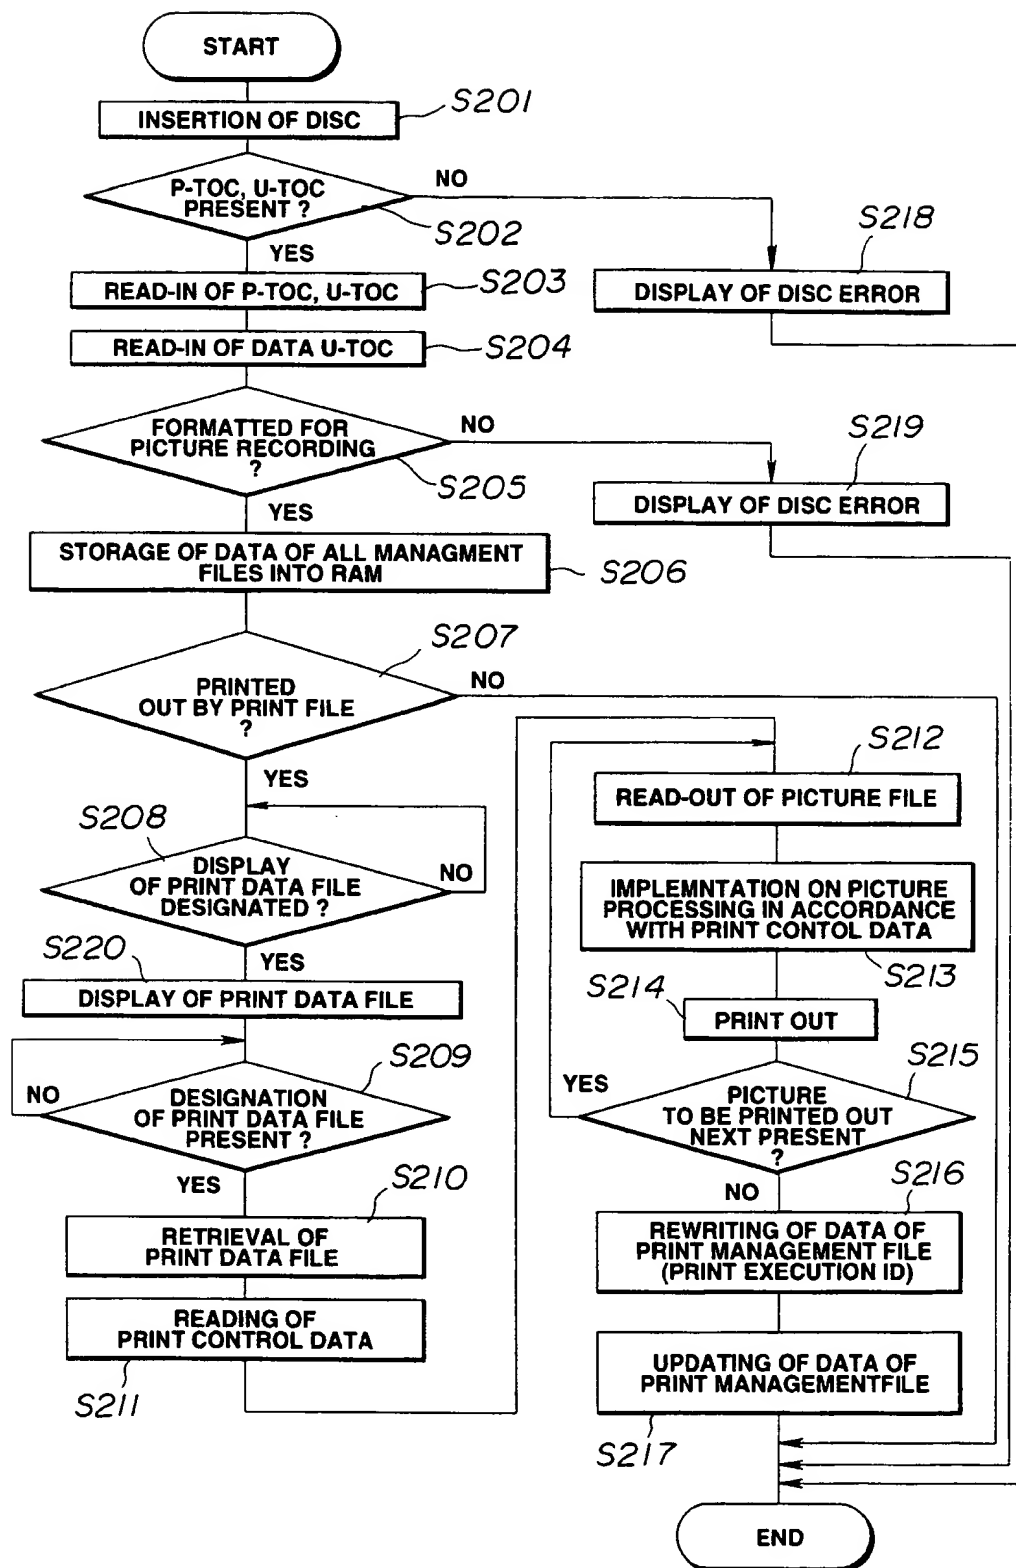 START
S201
INSERTION OF DISC
P-TOC, U-TOC
PRESENT ?
NO
S202
YES
S218
DISPLAY OF DISC ERROR
READ-IN OF P-TOC, U-TOC
S203
READ-IN OF DATA U-TOC
S204
FORMATTED FOR
PICTURE RECORDING
?
NO
S205
YES
S219
DISPLAY OF DISC ERROR
STORAGE OF DATA OF ALL MANAGMENT
FILES INTO RAM
S206
S207
PRINTED
OUT BY PRINT FILE
?
NO
YES
S208
DISPLAY
OF PRINT DATA FILE
DESIGNATED ?
NO
YES
S220
DISPLAY OF PRINT DATA FILE
S209
NO
DESIGNATION
OF PRINT DATA FILE
PRESENT ?
YES
S210
RETRIEVAL OF
PRINT DATA FILE
READING OF
PRINT CONTROL DATA
S211
S212
READ-OUT OF PICTURE FILE
IMPLEMNTATION ON PICTURE
PROCESSING IN ACCORDANCE
WITH PRINT CONTOL DATA
S213
S214
PRINT OUT
S215
YES
PICTURE
TO BE PRINTED OUT
NEXT PRESENT
?
NO
S216
REWRITING OF DATA OF
PRINT MANAGEMENT FILE
(PRINT EXECUTION ID)
UPDATING OF DATA OF
PRINT MANAGEMENTFILE
S217
END